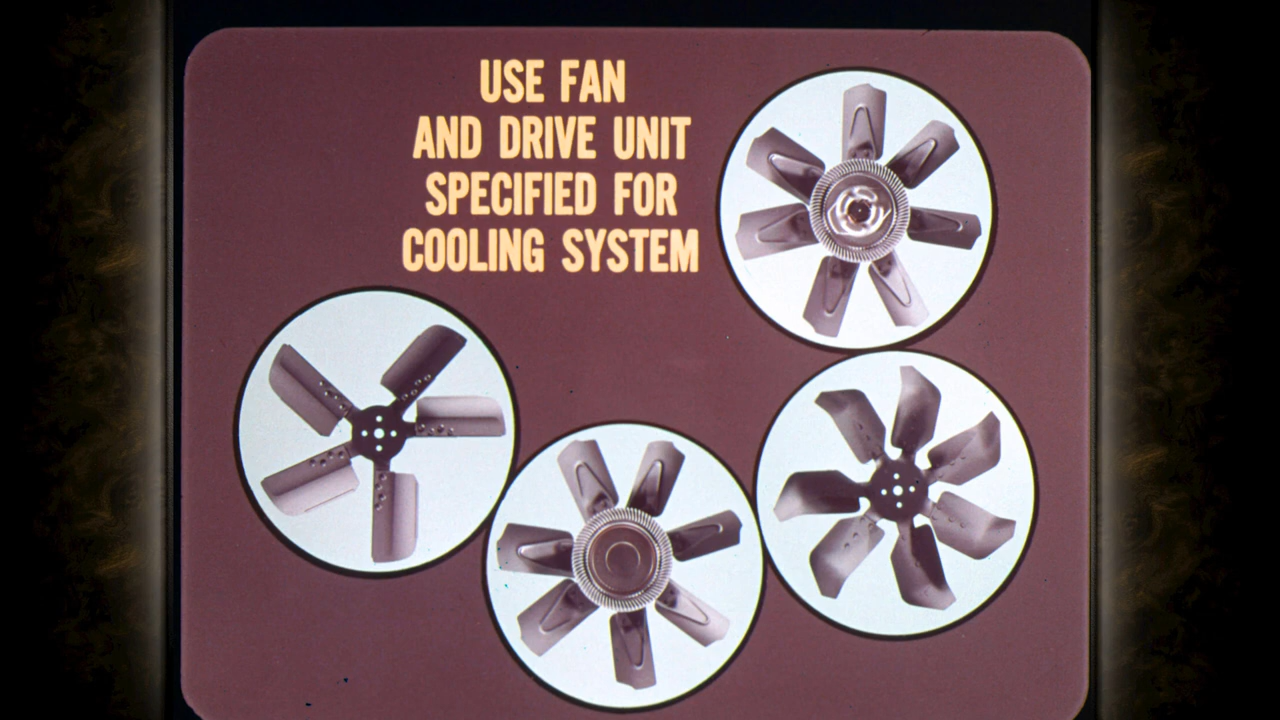 USE FAN
AND DRIVE UNIT
SPECIFIED FOR
COOLING SYSTEM